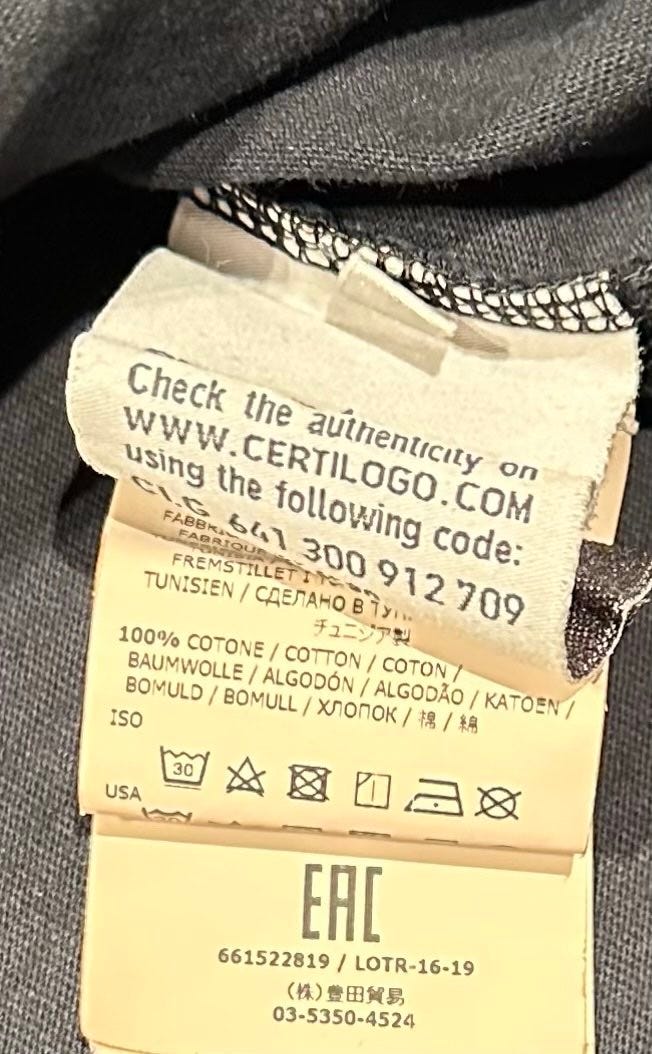 Check the authenticity on
WWW.CERTILOGO.COM
using the following code:
CLG 641 300 912 709
FREMSTILLET I
TUNISIEN / СДЕЛАНО В
チュニジア製
100% COTONE / COTTON / COTON /
BAUMWOLLE / ALGODÓN / ALGODÃO / KATOEN /
BOMULD / BOMULL / ХЛОПОК / 棉 / 綿
ISO
30
USA
30
EAC
661522819 / LOTR-16-19
(株)豊田貿易
03-5350-4524